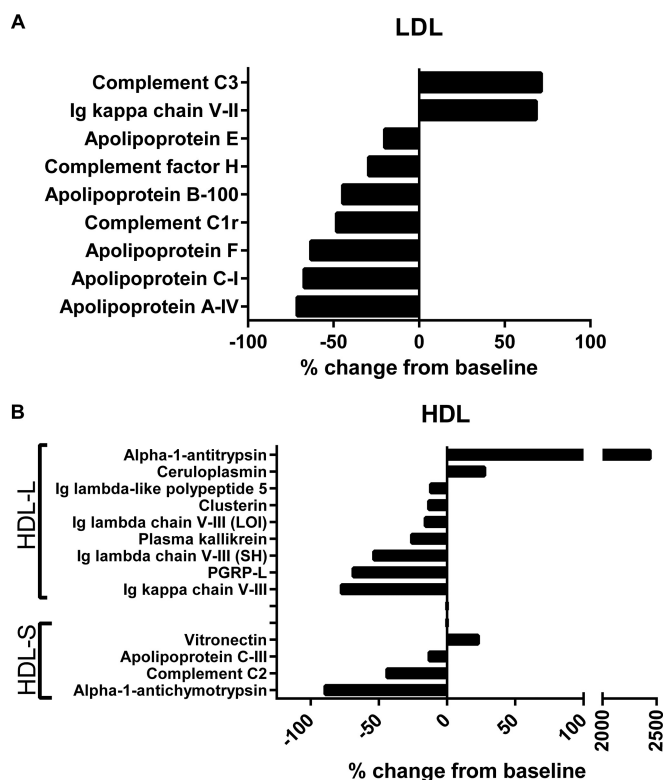 A
LDL
Complement C3
Ig kappa chain V-II
Apolipoprotein E
Complement factor H
Apolipoprotein B-100
Complement C1r
Apolipoprotein F
Apolipoprotein C-I
Apolipoprotein A-IV
-100 -50 0 50 100
% change from baseline
B
HDL
HDL-L
Alpha-1-antitrypsin
Ceruloplasmin
Ig lambda-like polypeptide 5
Clusterin
Ig lambda chain V-III (LOI)
Plasma kallikrein
Ig lambda chain V-III (SH)
PGRP-L
Ig kappa chain V-III
HDL-S
Vitronectin
Apolipoprotein C-III
Complement C2
Alpha-1-antichymotrypsin
-100 -50 0 50 100 2000 2500
% change from baseline